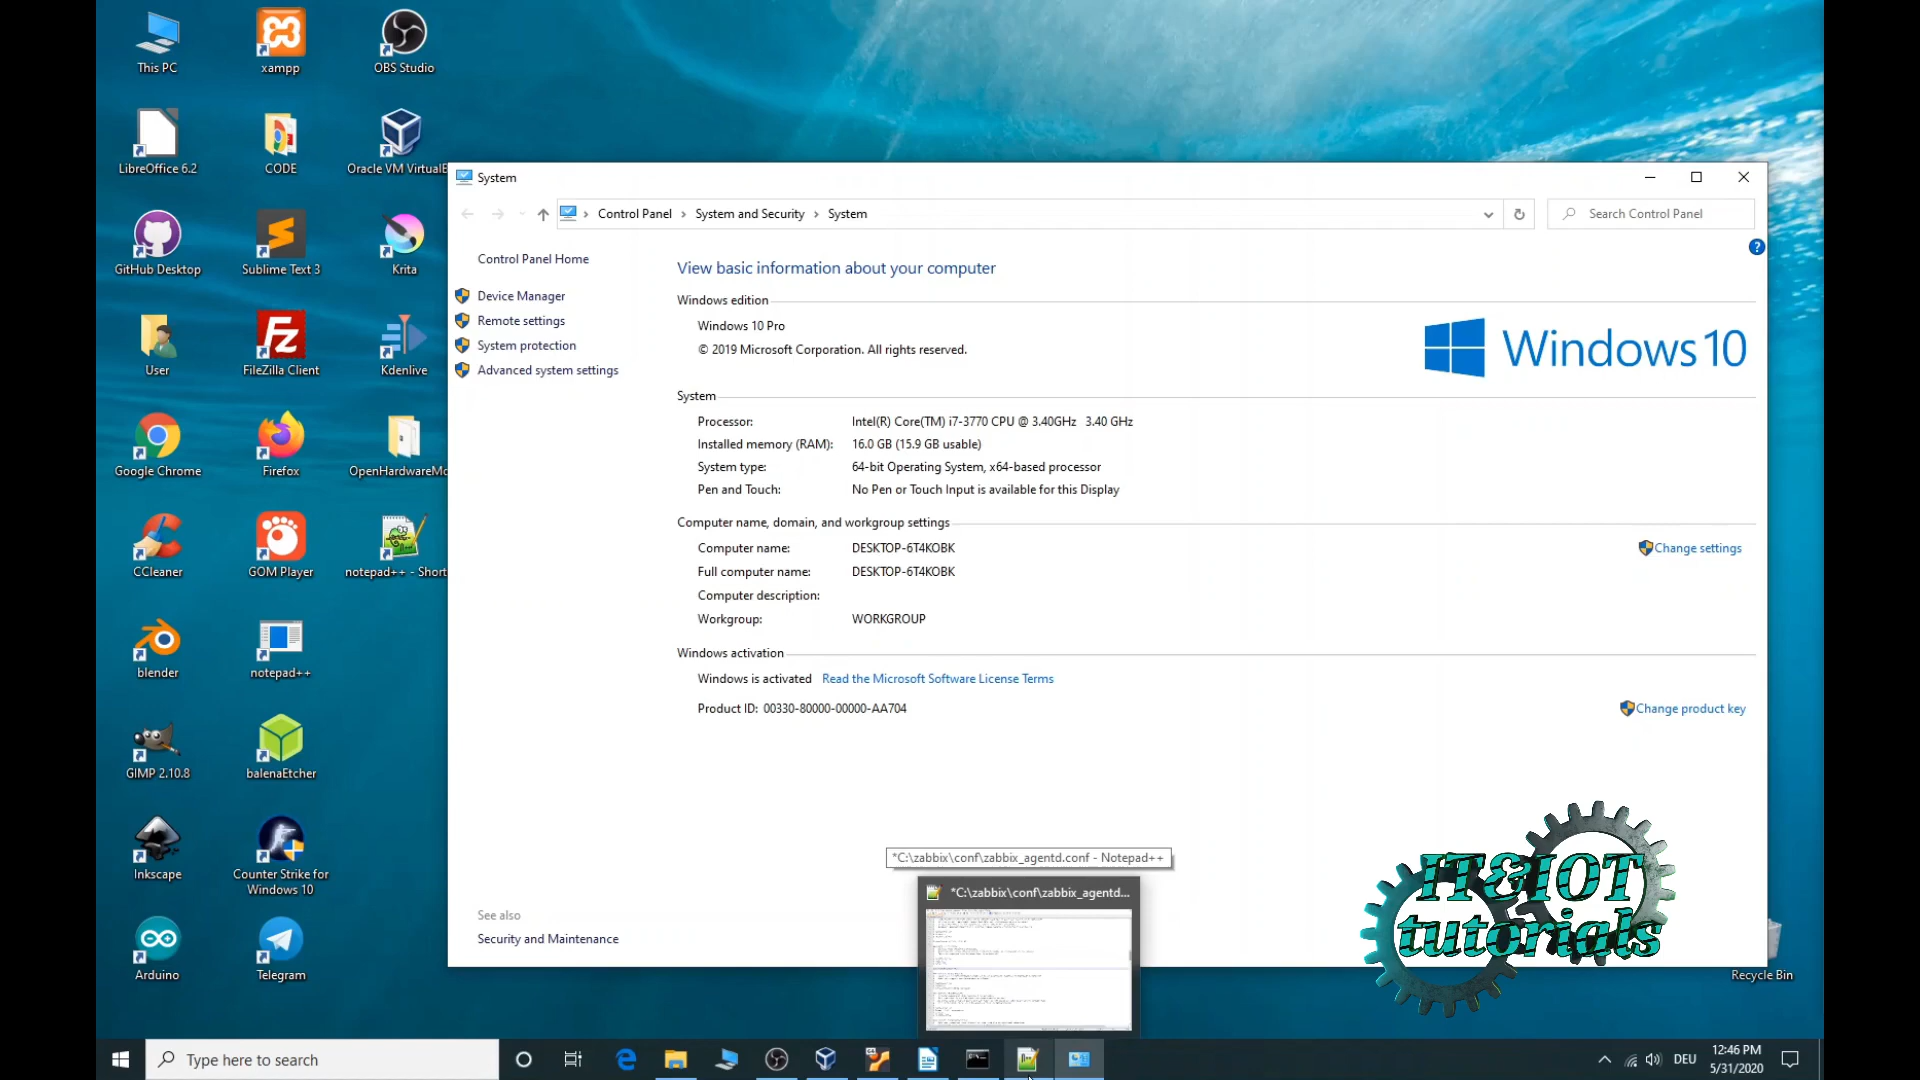 This PC
xampp
OBS Studio
LibreOffice 6.2
CODE
Oracle VM VirtualB
GitHub Desktop
Sublime Text 3
Krita
User
FileZilla Client
Kdenlive
Google Chrome
Firefox
OpenHardwareMo
CCleaner
GOM Player
notepad++ - Short
blender
notepad++
GIMP 2.10.8
balenaEtcher
Inkscape
Counter Strike for
Windows 10
Arduino
Telegram
System
Control Panel > System and Security > System
Search Control Panel
Control Panel Home
Device Manager
Remote settings
System protection
Advanced system settings
See also
Security and Maintenance
View basic information about your computer
Windows edition
Windows 10 Pro
© 2019 Microsoft Corporation. All rights reserved.
Windows 10
System
Processor: Intel(R) Core(TM) i7-3770 CPU @ 3.40GHz 3.40 GHz
Installed memory (RAM): 16.0 GB (15.9 GB usable)
System type: 64-bit Operating System, x64-based processor
Pen and Touch: No Pen or Touch Input is available for this Display
Computer name, domain, and workgroup settings
Computer name: DESKTOP-6T4KOBK
Change settings
Full computer name: DESKTOP-6T4KOBK
Computer description:
Workgroup: WORKGROUP
Windows activation
Windows is activated Read the Microsoft Software License Terms
Product ID: 00330-80000-00000-AA704
Change product key
*C:\zabbix\conf\zabbix_agentd.conf - Notepad++
*C:\zabbix\conf\zabbix_agentd...
IT&IOT
tutorials
Recycle Bin
Type here to search
DEU
12:46 PM
5/31/2020